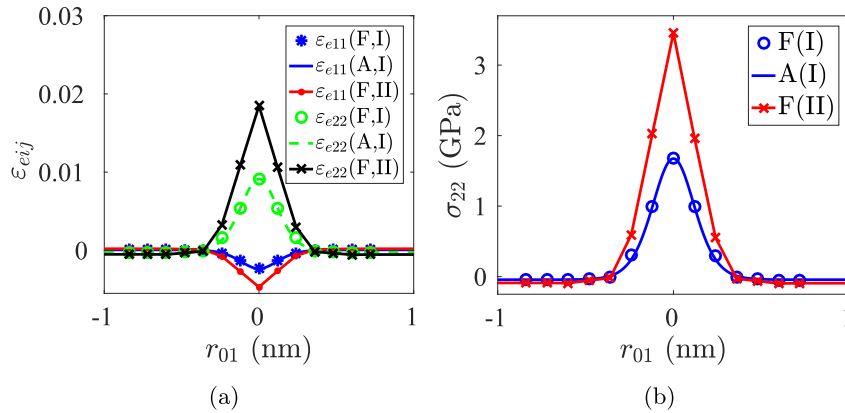 0.03
0.02
0.01
0
-1
0
1
ε_eij
r_01 (nm)
ε_e11(F,I)
ε_e11(A,I)
ε_e11(F,II)
ε_e22(F,I)
ε_e22(A,I)
ε_e22(F,II)
(a)
3
2
1
0
-1
0
1
σ_22 (GPa)
r_01 (nm)
F(I)
A(I)
F(II)
(b)